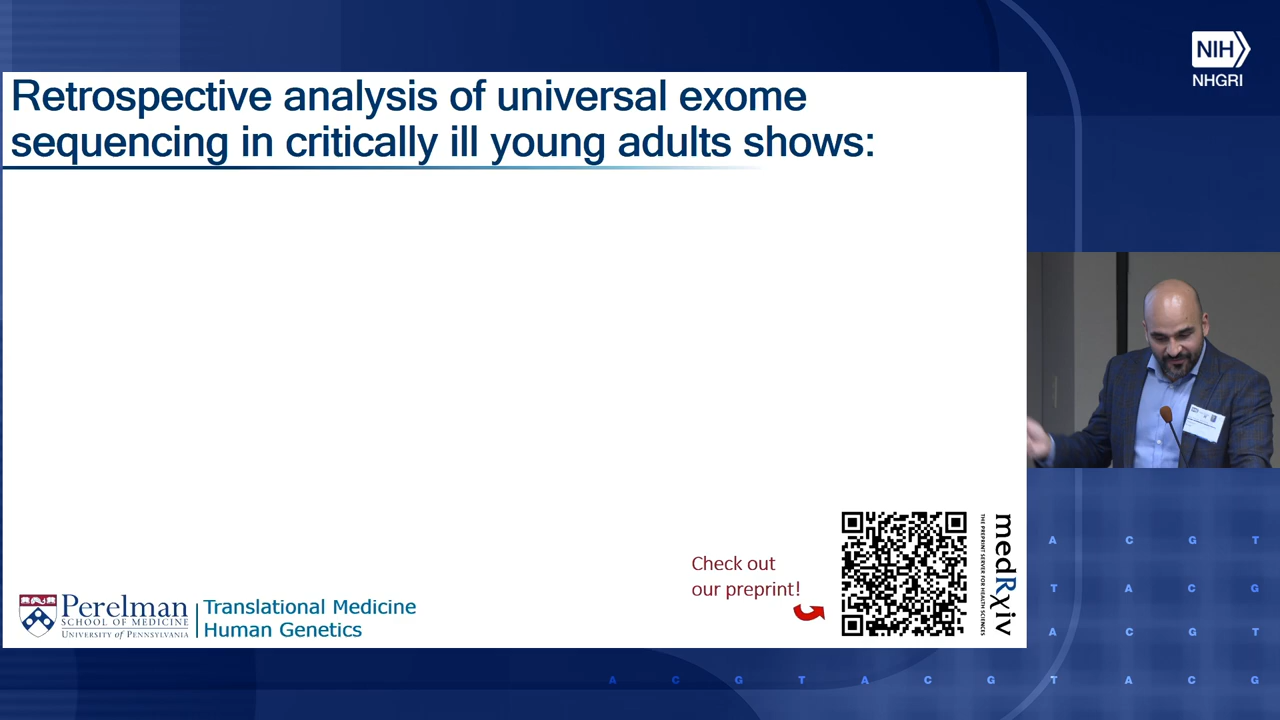 NIH
NHGRI
Retrospective analysis of universal exome
sequencing in critically ill young adults shows:
Check out
our preprint!
medRxiv
THE PREPRINT SERVER FOR HEALTH SCIENCES
Perelman
SCHOOL OF MEDICINE
UNIVERSITY OF PENNSYLVANIA
Translational Medicine
Human Genetics
A C G T
T A C G
A C G T
A C G T A C G T A C G